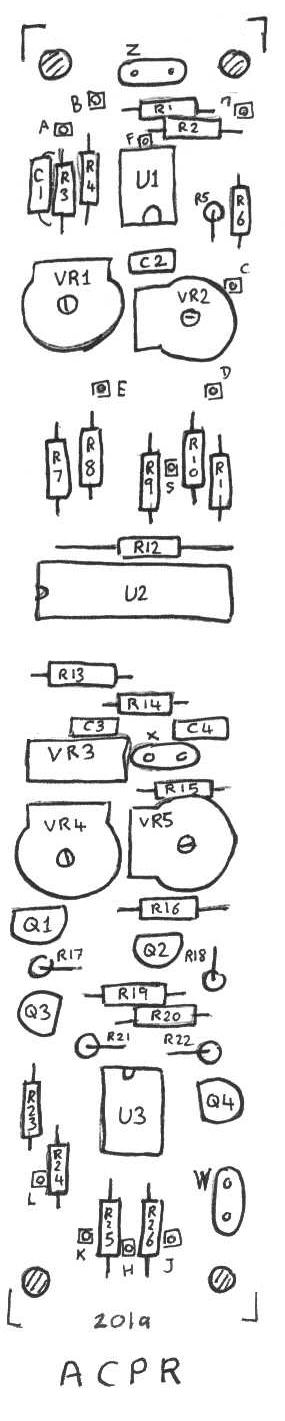 Z
B R1 7
A F R2
C1 R3 R4 U1 R5 R6
C2
VR1 VR2 C
E D
R7 R8 R9 S R10 R11
R12
U2
R13
R14
C3 X C4
VR3
R15
VR4 VR5
R16
Q1 Q2
R17 R18
Q3 R19
R20
R21 R22
R23 U3 Q4
R24 W
L
R25 R26
K H J
2019
ACPR